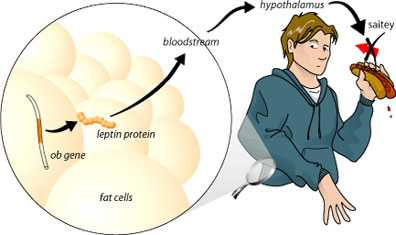 hypothalamus
saitey
bloodstream
leptin protein
ob gene
fat cells